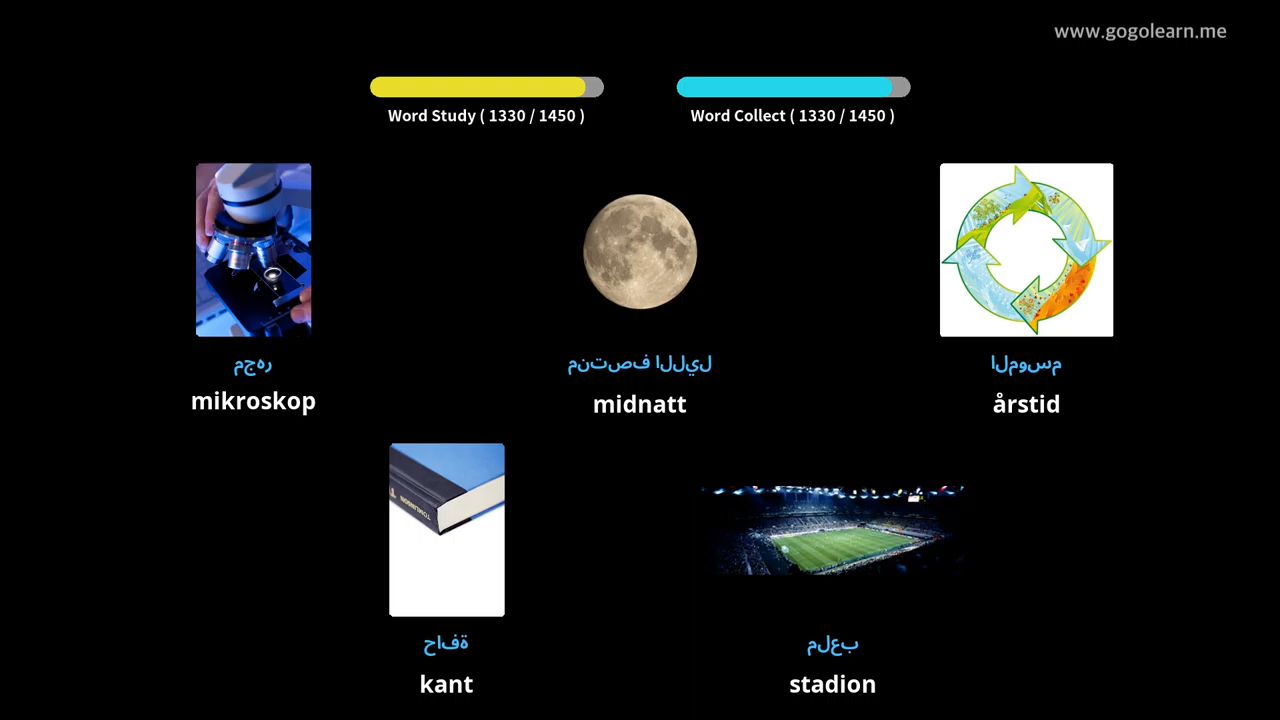 www.gogolearn.me
Word Study ( 1330 / 1450 )
Word Collect ( 1330 / 1450 )
مجهر
mikroskop
منتصف الليل
midnatt
الموسم
årstid
TOMLINSON
حافة
kant
ملعب
stadion